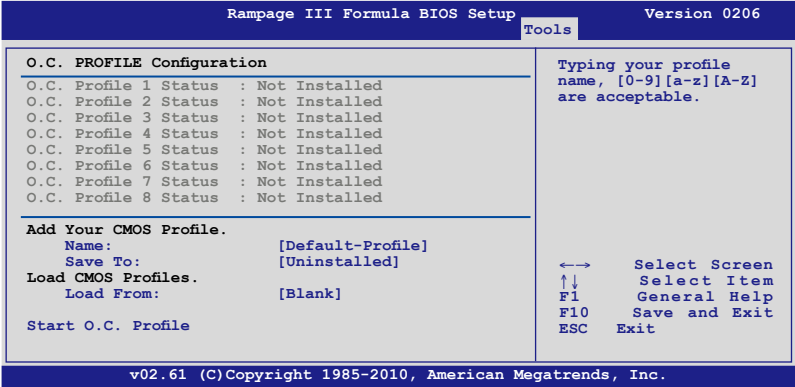 Rampage III Formula BIOS Setup Version 0206
Tools
O.C. PROFILE Configuration
O.C. Profile 1 Status : Not Installed
O.C. Profile 2 Status : Not Installed
O.C. Profile 3 Status : Not Installed
O.C. Profile 4 Status : Not Installed
O.C. Profile 5 Status : Not Installed
O.C. Profile 6 Status : Not Installed
O.C. Profile 7 Status : Not Installed
O.C. Profile 8 Status : Not Installed
Add Your CMOS Profile.
Name: [Default-Profile]
Save To: [Uninstalled]
Load CMOS Profiles.
Load From: [Blank]
Start O.C. Profile
Typing your profile
name, [0-9][a-z][A-Z]
are acceptable.
←→ Select Screen
↑↓ Select Item
F1 General Help
F10 Save and Exit
ESC Exit
v02.61 (C)Copyright 1985-2010, American Megatrends, Inc.